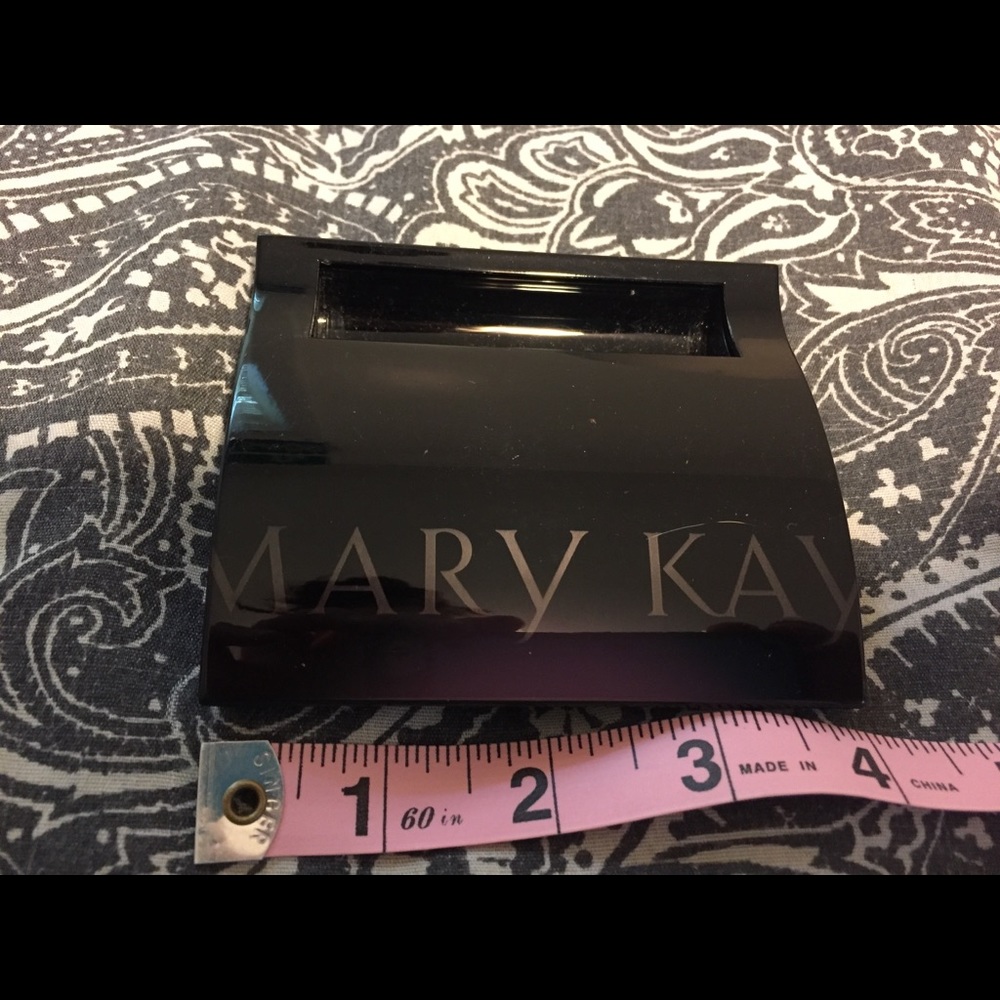 MARY KAY
1 60 in 2 3 MADE IN 4 CHINA